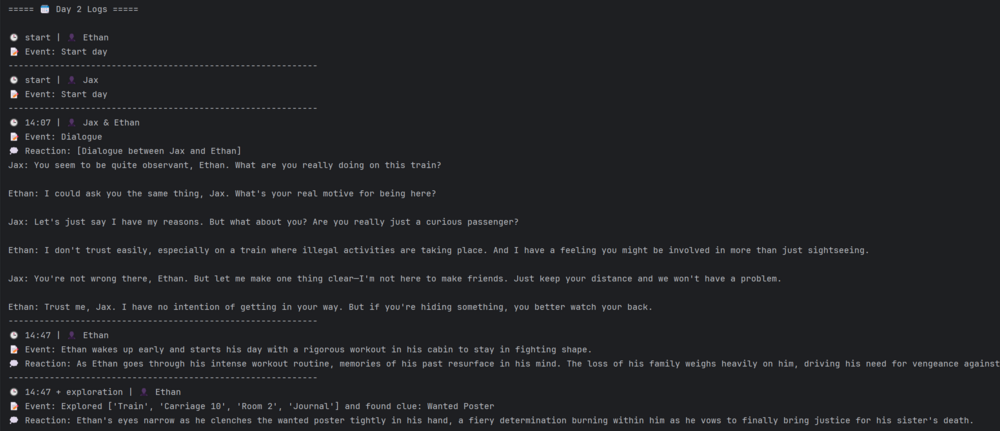 ===== 🗓 Day 2 Logs =====
🕒 start | 👤 Ethan
📝 Event: Start day
------------------------------------------------------------
🕒 start | 👤 Jax
📝 Event: Start day
------------------------------------------------------------
🕒 14:07 | 👤 Jax & Ethan
📝 Event: Dialogue
💭 Reaction: [Dialogue between Jax and Ethan]
Jax: You seem to be quite observant, Ethan. What are you really doing on this train?
Ethan: I could ask you the same thing, Jax. What's your real motive for being here?
Jax: Let's just say I have my reasons. But what about you? Are you really just a curious passenger?
Ethan: I don't trust easily, especially on a train where illegal activities are taking place. And I have a feeling you might be involved in more than just sightseeing.
Jax: You're not wrong there, Ethan. But let me make one thing clear—I'm not here to make friends. Just keep your distance and we won't have a problem.
Ethan: Trust me, Jax. I have no intention of getting in your way. But if you're hiding something, you better watch your back.
------------------------------------------------------------
🕒 14:47 | 👤 Ethan
📝 Event: Ethan wakes up early and starts his day with a rigorous workout in his cabin to stay in fighting shape.
💭 Reaction: As Ethan goes through his intense workout routine, memories of his past resurface in his mind. The loss of his family weighs heavily on him, driving his need for vengeance against
------------------------------------------------------------
🕒 14:47 + exploration | 👤 Ethan
📝 Event: Explored ['Train', 'Carriage 10', 'Room 2', 'Journal'] and found clue: Wanted Poster
💭 Reaction: Ethan's eyes narrow as he clenches the wanted poster tightly in his hand, a fiery determination burning within him as he vows to finally bring justice for his sister's death.